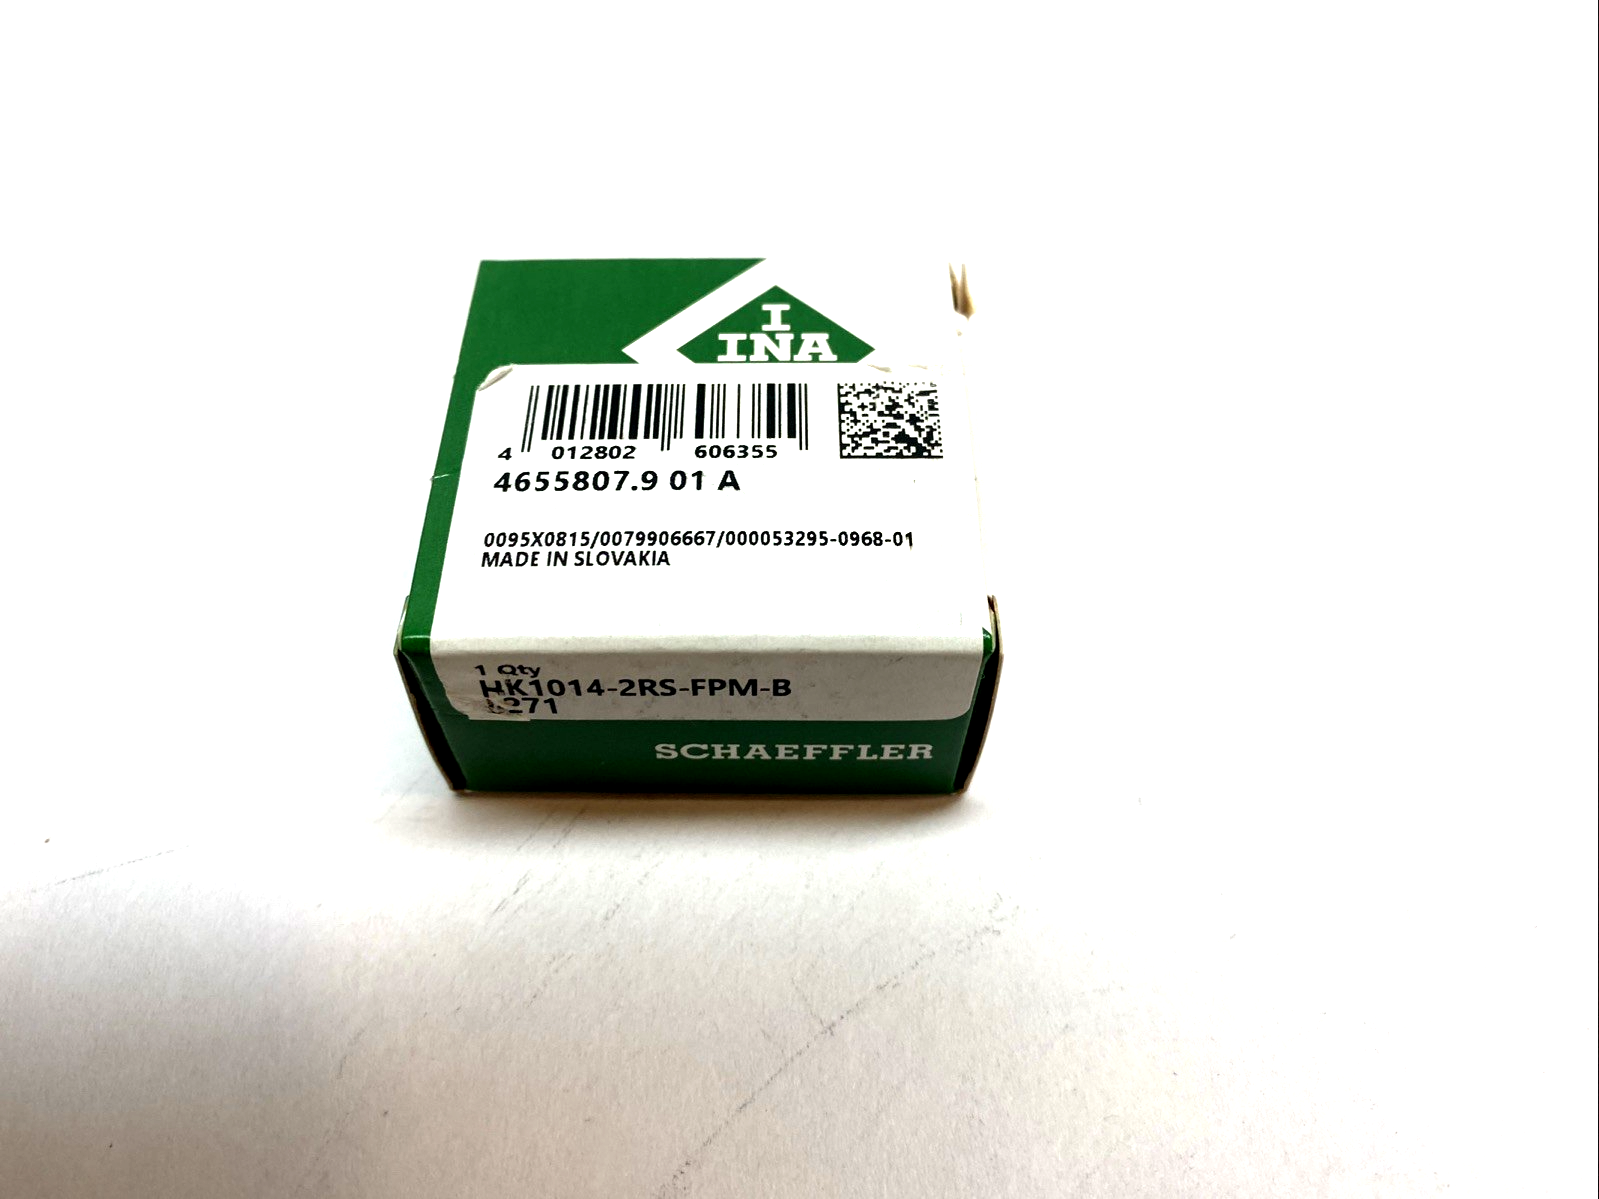 I
INA
4 012802 606355
4655807.9 01 A
0095X0815/0079906667/000053295-0968-01
MADE IN SLOVAKIA
1 Qty
HK1014-2RS-FPM-B
SCHAEFFLER